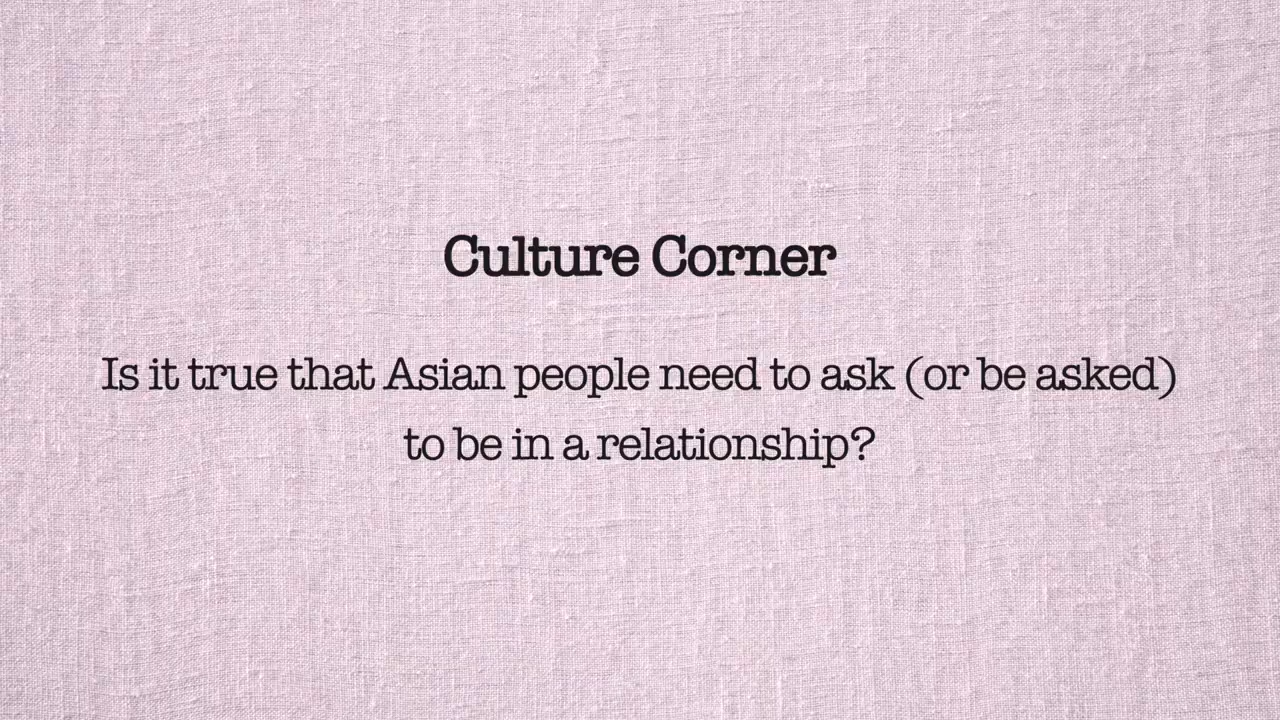 Culture Corner
Is it true that Asian people need to ask (or be asked)
to be in a relationship?